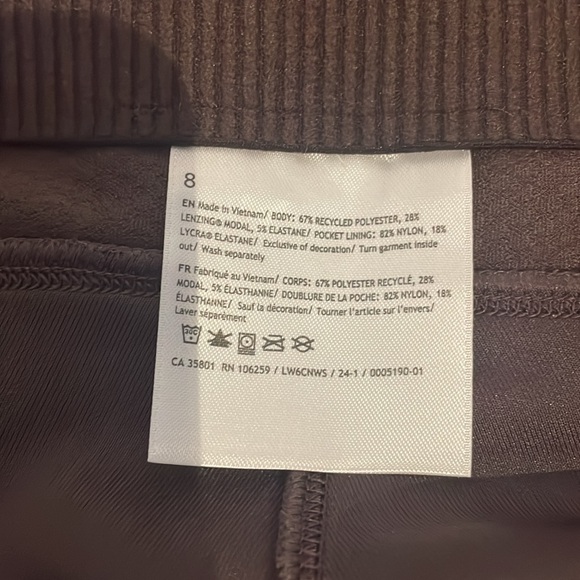 8
EN Made in Vietnam/ BODY: 67% RECYCLED POLYESTER, 28%
LENZING® MODAL, 5% ELASTANE/ POCKET LINING: 82% NYLON, 18%
LYCRA® ELASTANE/ Exclusive of decoration/ Turn garment inside
out/ Wash separately
FR Fabriqué au Vietnam/ CORPS: 67% POLYESTER RECYCLÉ, 28%
MODAL, 5% ÉLASTHANNE/ DOUBLURE DE LA POCHE: 82% NYLON, 18%
ÉLASTHANNE/ Sauf la décoration/ Tourner l'article sur l'envers/
Laver séparément
30C
CA 35801 RN 106259 / LW6CNWS / 24-1 / 0005190-01